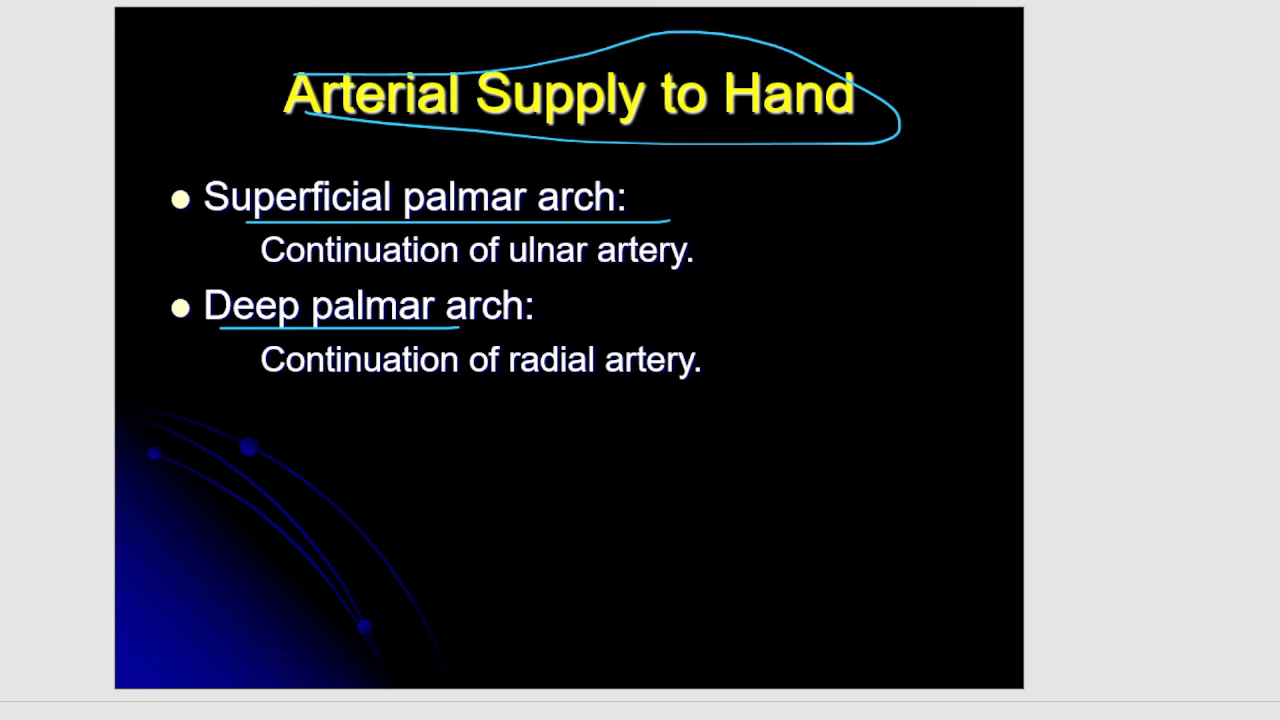 Arterial Supply to Hand
Superficial palmar arch:
Continuation of ulnar artery.
Deep palmar arch:
Continuation of radial artery.